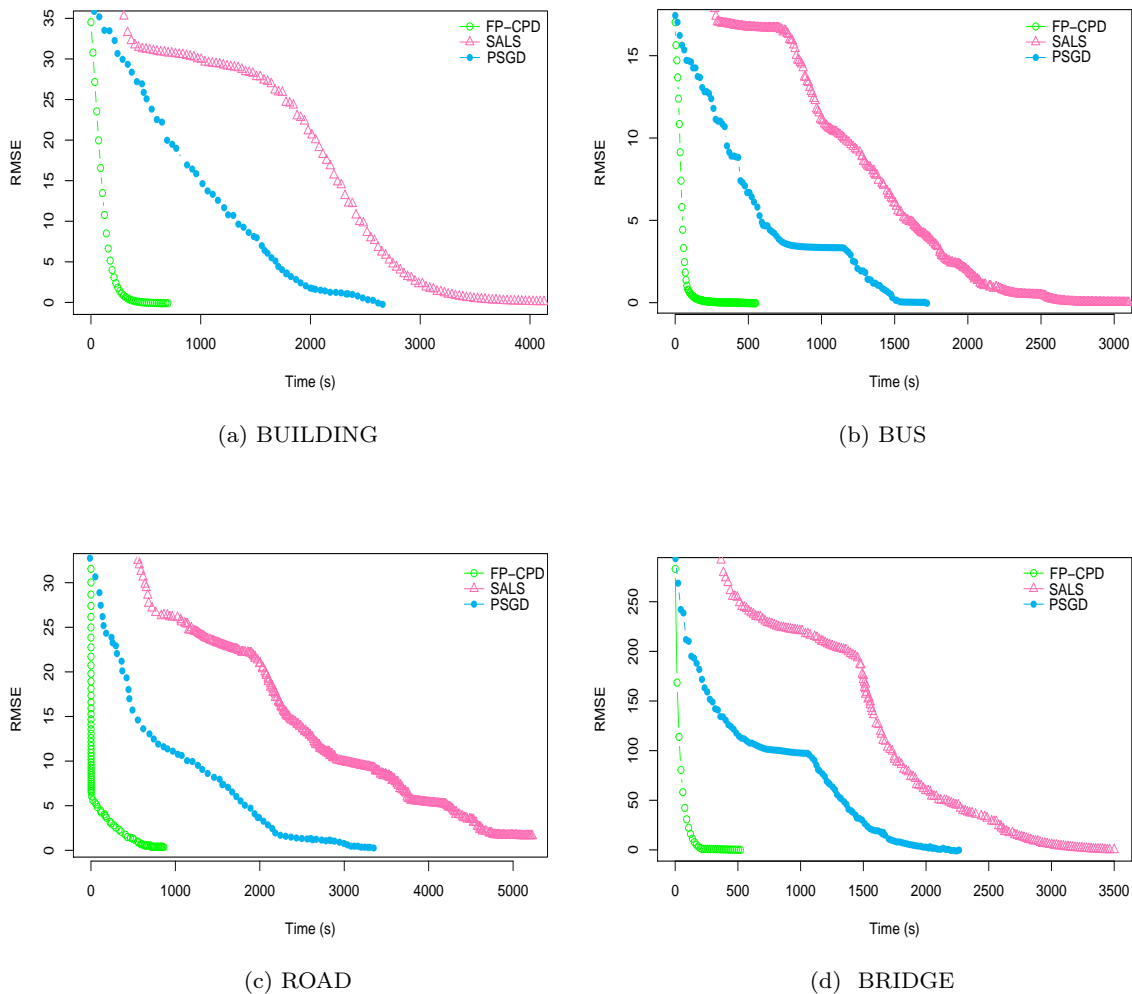 FP−CPD
SALS
PSGD
RMSE
35
30
25
20
15
10
5
0
0 1000 2000 3000 4000
Time (s)
(a) BUILDING
FP−CPD
SALS
PSGD
RMSE
15
10
5
0
0 500 1000 1500 2000 2500 3000
Time (s)
(b) BUS
FP−CPD
SALS
PSGD
RMSE
30
25
20
15
10
5
0
0 1000 2000 3000 4000 5000
Time (s)
(c) ROAD
FP−CPD
SALS
PSGD
RMSE
250
200
150
100
50
0
0 500 1000 1500 2000 2500 3000 3500
Time (s)
(d) BRIDGE